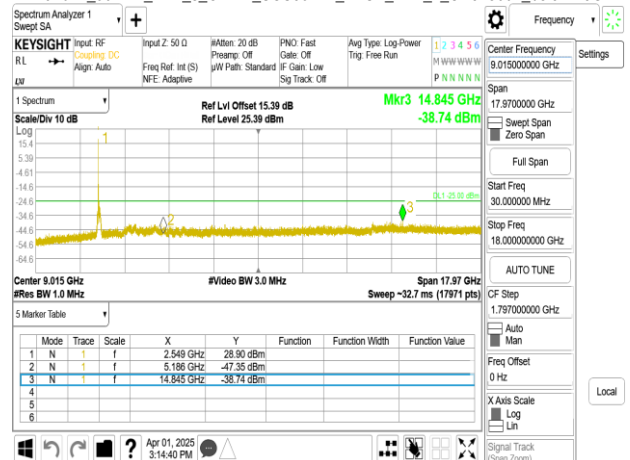 Spectrum Analyzer 1
Swept SA
+
Frequency
KEYSIGHT
RL
Input: RF
Coupling: DC
Align: Auto
Input Z: 50 Ω
Freq Ref: Int (S)
NFE: Adaptive
#Atten: 20 dB
Preamp: Off
µW Path: Standard
PNO: Fast
Gate: Off
IF Gain: Low
Sig Track: Off
Avg Type: Log-Power
Trig: Free Run
1 2 3 4 5 6
M W W W W W
P N N N N N
Center Frequency
9.015000000 GHz
Settings
Span
17.9700000 GHz
Swept Span
Zero Span
Full Span
Start Freq
30.000000 MHz
Stop Freq
18.000000000 GHz
AUTO TUNE
CF Step
1.797000000 GHz
Auto
Man
Freq Offset
0 Hz
X Axis Scale
Log
Lin
Local
Signal Track
(Span Zoom)
1 Spectrum
Scale/Div 10 dB
Log
Ref Lvl Offset 15.39 dB
Ref Level 25.39 dBm
Mkr3 14.845 GHz
-38.74 dBm
15.4
5.39
-4.61
-14.6
-24.6
-34.6
-44.6
-54.6
-64.6
1
2
3
DL1 -25.00 dBm
Center 9.015 GHz
#Res BW 1.0 MHz
#Video BW 3.0 MHz
Span 17.97 GHz
Sweep ~32.7 ms (17971 pts)
5 Marker Table
Mode Trace Scale X Y Function Function Width Function Value
1 N 1 f 2.549 GHz 28.90 dBm
2 N 1 f 5.186 GHz -47.35 dBm
3 N 1 f 14.845 GHz -38.74 dBm
4
5
6
?
Apr 01, 2025
3:14:40 PM